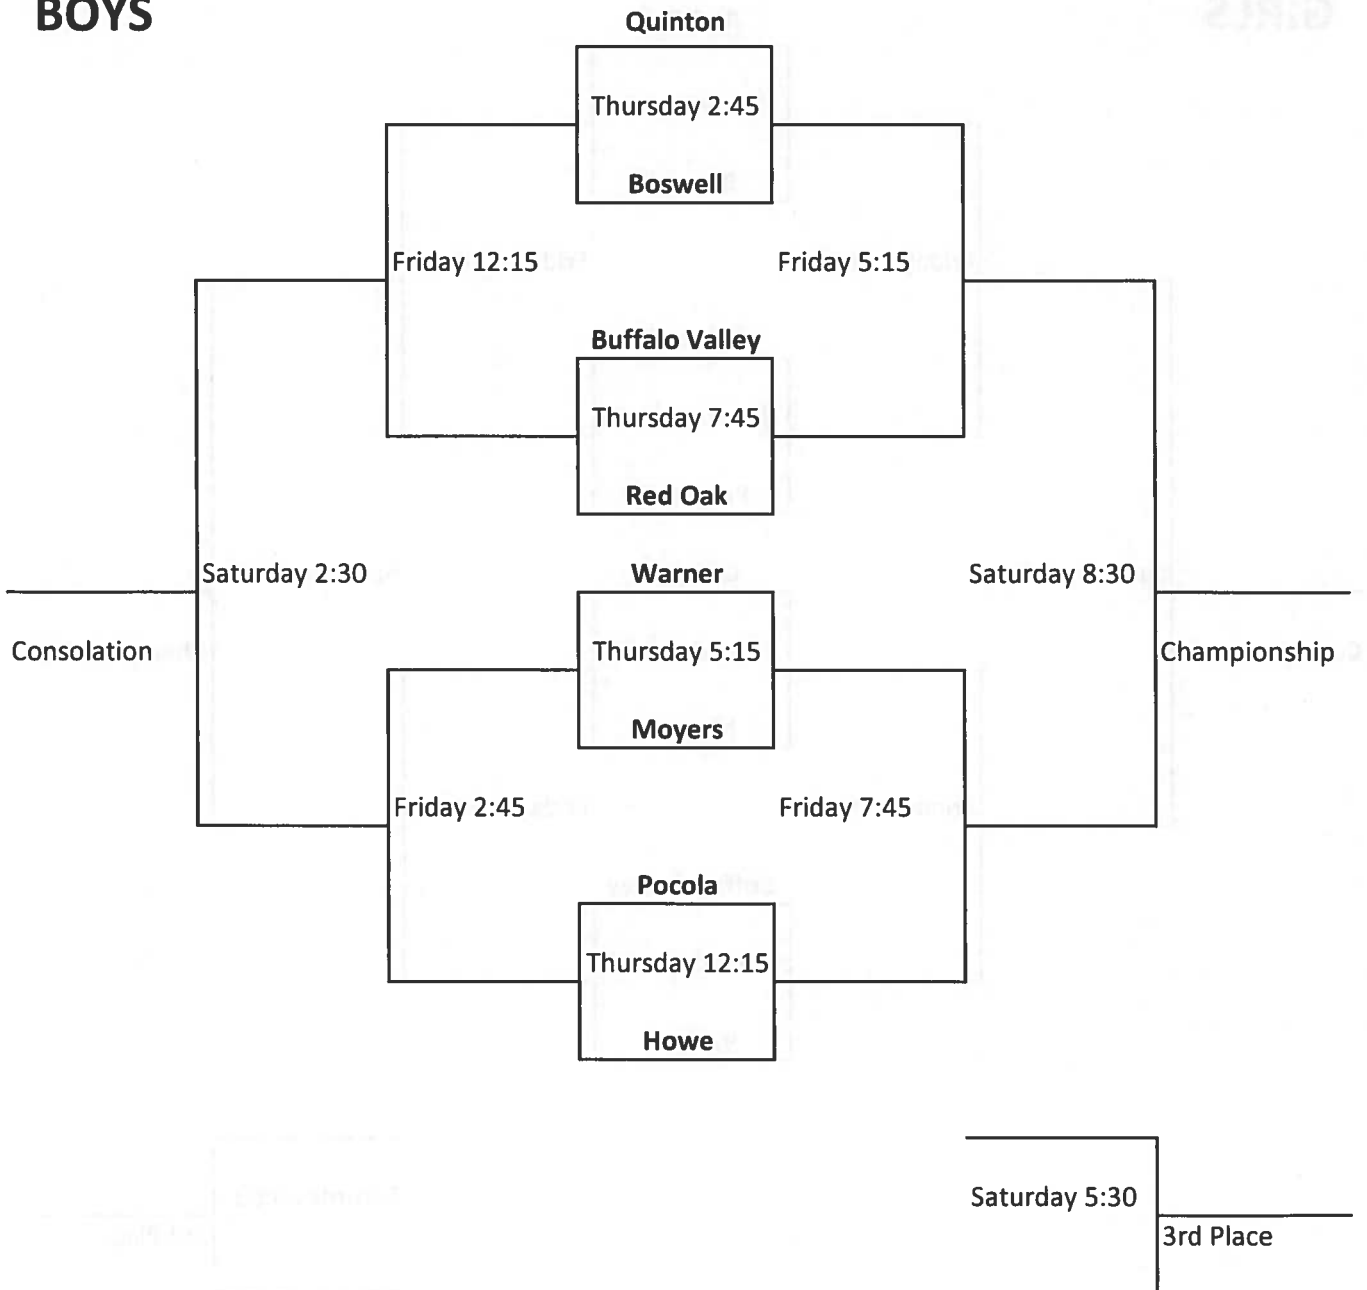 BOYS
Quinton
Thursday 2:45
Boswell
Friday 12:15
Friday 5:15
Buffalo Valley
Thursday 7:45
Red Oak
Saturday 2:30
Warner
Saturday 8:30
Consolation
Thursday 5:15
Championship
Moyers
Friday 2:45
Friday 7:45
Pocola
Thursday 12:15
Howe
Saturday 5:30
3rd Place